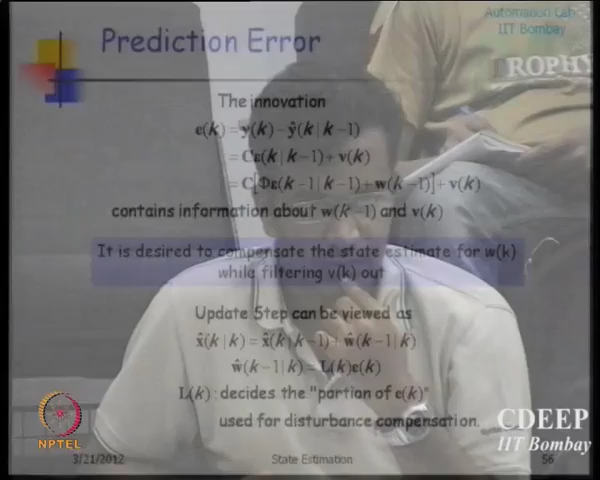 Automation Lab
IIT Bombay
Prediction Error
ROPHY
The innovation
ε(k) = y(k) − ŷ(k | k−1)
= Cε(k | k−1) + v(k)
= C[Φε(k−1 | k−1) + w(k−1)] + v(k)
contains information about w(k−1) and v(k)
It is desired to compensate the state estimate for w(k)
while filtering v(k) out
Update Step can be viewed as
x̂(k | k) = x̂(k | k−1) + ŵ(k−1 | k)
ŵ(k−1 | k) = L(k)ε(k)
L(k) : decides the "portion of ε(k)"
used for disturbance compensation.
NPTEL
CDEEP
IIT Bombay
3/21/2012
State Estimation
56